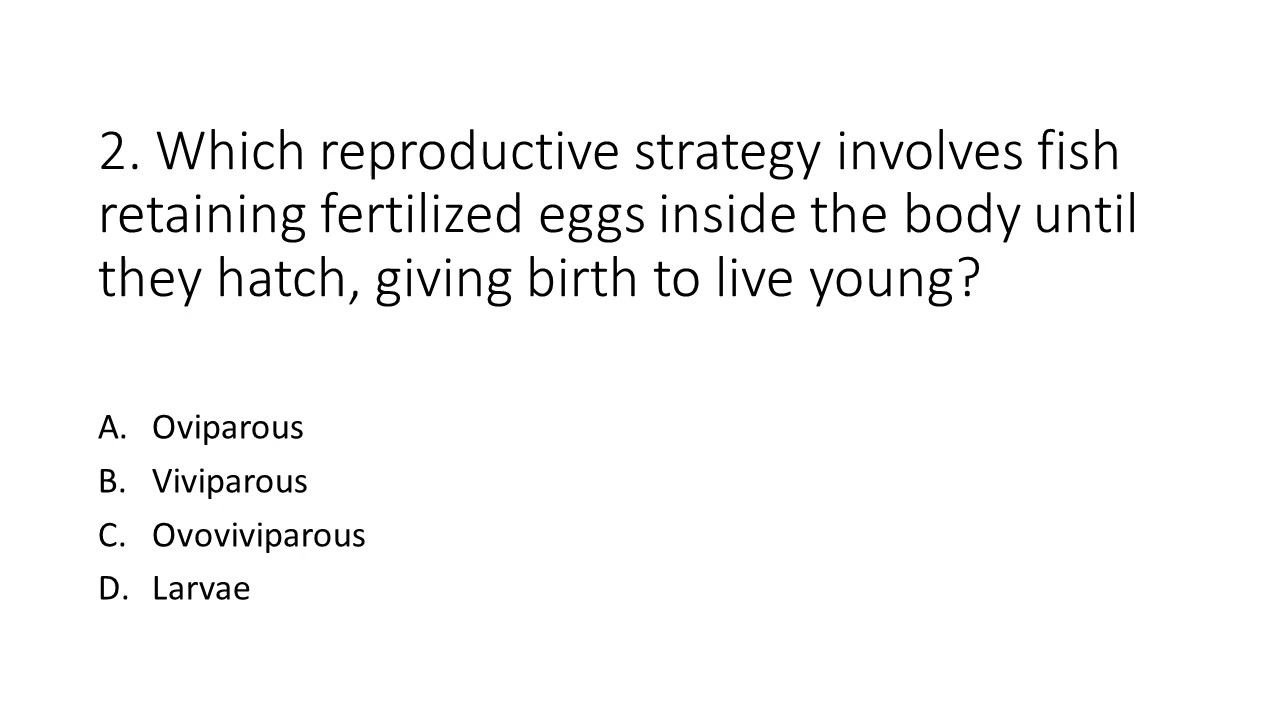 2. Which reproductive strategy involves fish
retaining fertilized eggs inside the body until
they hatch, giving birth to live young?
A. Oviparous
B. Viviparous
C. Ovoviviparous
D. Larvae